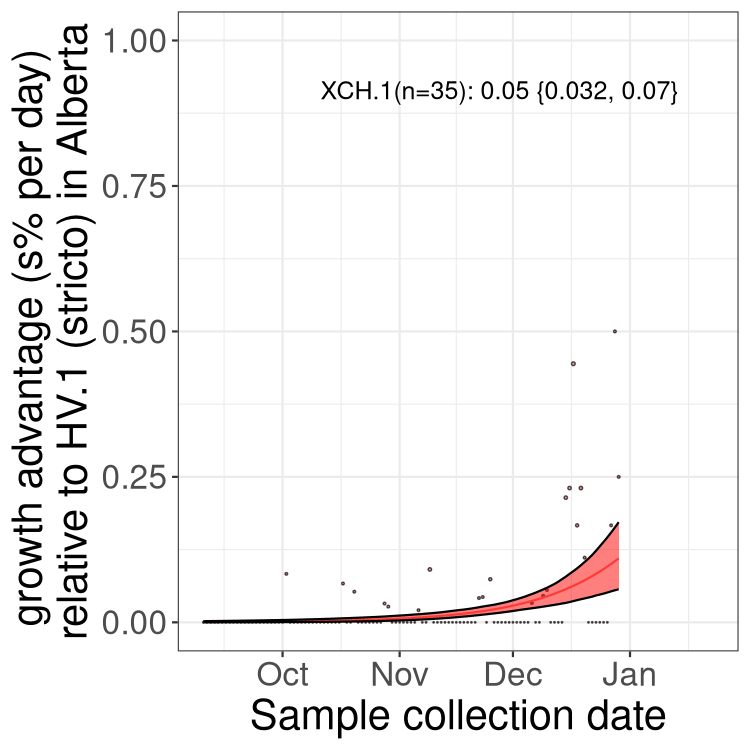 growth advantage (s% per day)
relative to HV.1 (stricto) in Alberta
1.00
0.75
0.50
0.25
0.00
XCH.1(n=35): 0.05 {0.032, 0.07}
Oct
Nov
Dec
Jan
Sample collection date